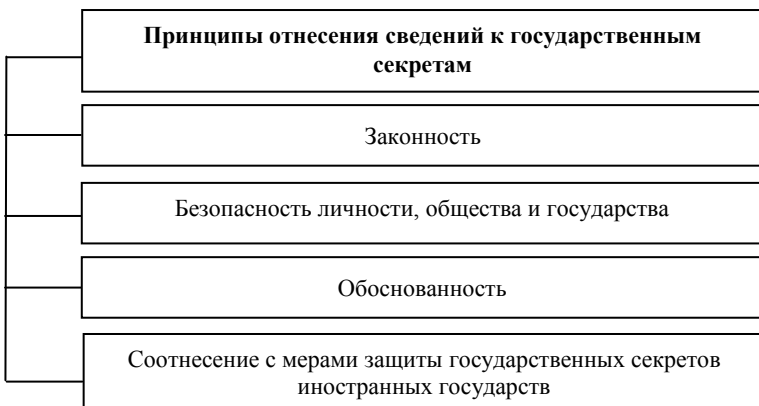 Принципы отнесения сведений к государственным
секретам
Законность
Безопасность личности, общества и государства
Обоснованность
Соотнесение с мерами защиты государственных секретов
иностранных государств